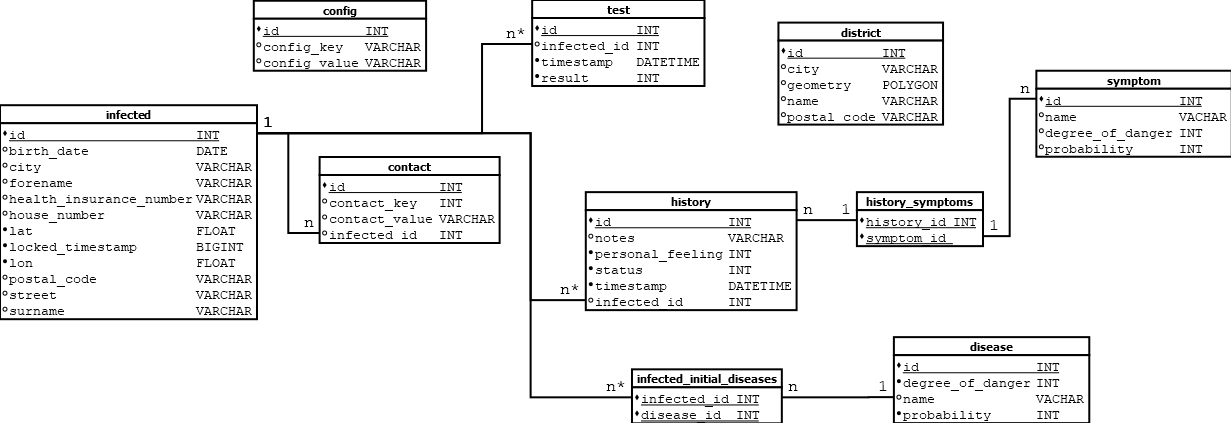 config
id INT
config_key VARCHAR
config_value VARCHAR
test
id INT
infected_id INT
timestamp DATETIME
result INT
n*
district
id INT
city VARCHAR
geometry POLYGON
name VARCHAR
postal_code VARCHAR
symptom
id INT
name VACHAR
degree_of_danger INT
probability INT
n
infected
id INT
birth_date DATE
city VARCHAR
forename VARCHAR
health_insurance_number VARCHAR
house_number VARCHAR
lat FLOAT
locked_timestamp BIGINT
lon FLOAT
postal_code VARCHAR
street VARCHAR
surname VARCHAR
1
contact
id INT
contact_key INT
contact_value VARCHAR
infected_id INT
n
history
id INT
notes VARCHAR
personal_feeling INT
status INT
timestamp DATETIME
infected_id INT
n*
n 1
history_symptoms
history_id INT
symptom_id
1
infected_initial_diseases
infected_id INT
disease_id INT
n*
n 1
disease
id INT
degree_of_danger INT
name VACHAR
probability INT